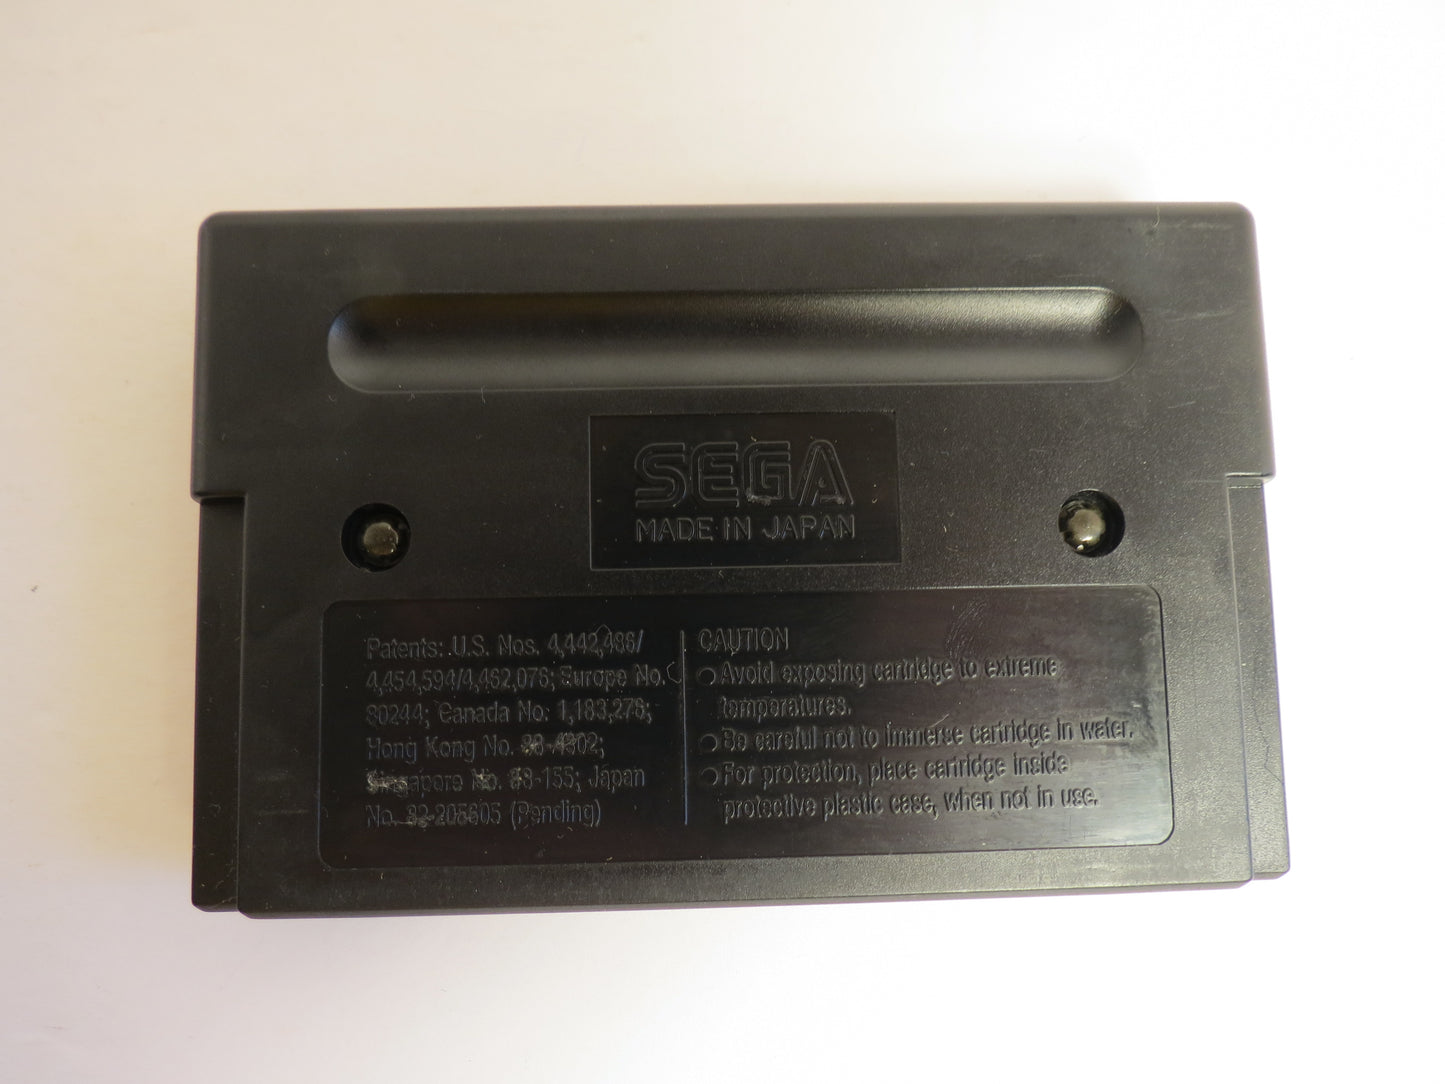 SEGA
MADE IN JAPAN
Patents: U.S. Nos. 4,442,486/
4,454,594/4,462,076; Europe No.
80244; Canada No. 1,183,276;
Hong Kong No. 88-4302;
Singapore No. 88-155; Japan
No. 82-205605 (Pending)
CAUTION
○ Avoid exposing cartridge to extreme
temperatures.
○ Be careful not to immerse cartridge in water.
○ For protection, place cartridge inside
protective plastic case, when not in use.